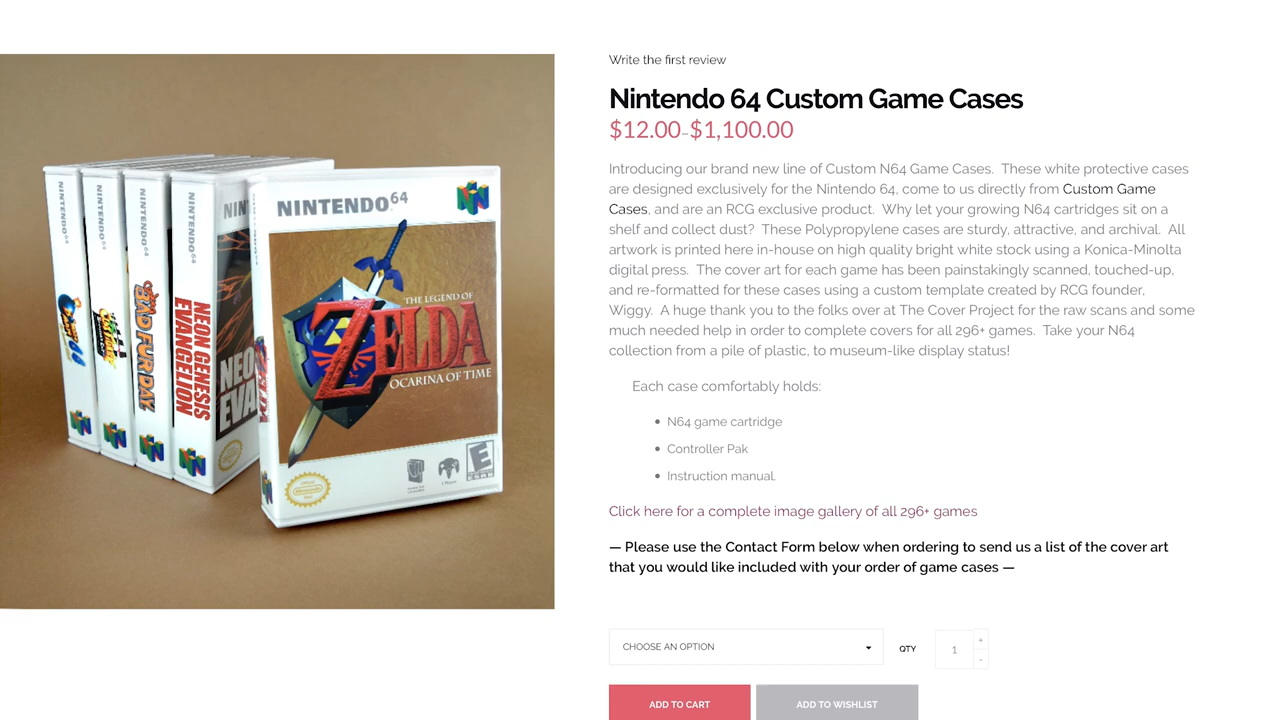 NINTENDO64
NINTENDO64
NINTENDO64
NINTENDO64
BAD FUR DAY
NEON GENESIS
EVANGELION
NIN
NEO
EVA
NINTENDO64
THE LEGEND OF
ZELDA
OCARINA OF TIME
ZELDA
Nintendo
1 Player
E
ESRB
Write the first review
Nintendo 64 Custom Game Cases
$12.00–$1,100.00
Introducing our brand new line of Custom N64 Game Cases.  These white protective cases
are designed exclusively for the Nintendo 64, come to us directly from Custom Game
Cases, and are an RCG exclusive product.  Why let your growing N64 cartridges sit on a
shelf and collect dust?  These Polypropylene cases are sturdy, attractive, and archival.  All
artwork is printed here in-house on high quality bright white stock using a Konica-Minolta
digital press.  The cover art for each game has been painstakingly scanned, touched-up,
and re-formatted for these cases using a custom template created by RCG founder,
Wiggy.  A huge thank you to the folks over at The Cover Project for the raw scans and some
much needed help in order to complete covers for all 296+ games.  Take your N64
collection from a pile of plastic, to museum-like display status!
Each case comfortably holds:
• N64 game cartridge
• Controller Pak
• Instruction manual.
Click here for a complete image gallery of all 296+ games
— Please use the Contact Form below when ordering to send us a list of the cover art
that you would like included with your order of game cases —
CHOOSE AN OPTION
QTY
1
+
-
ADD TO CART
ADD TO WISHLIST